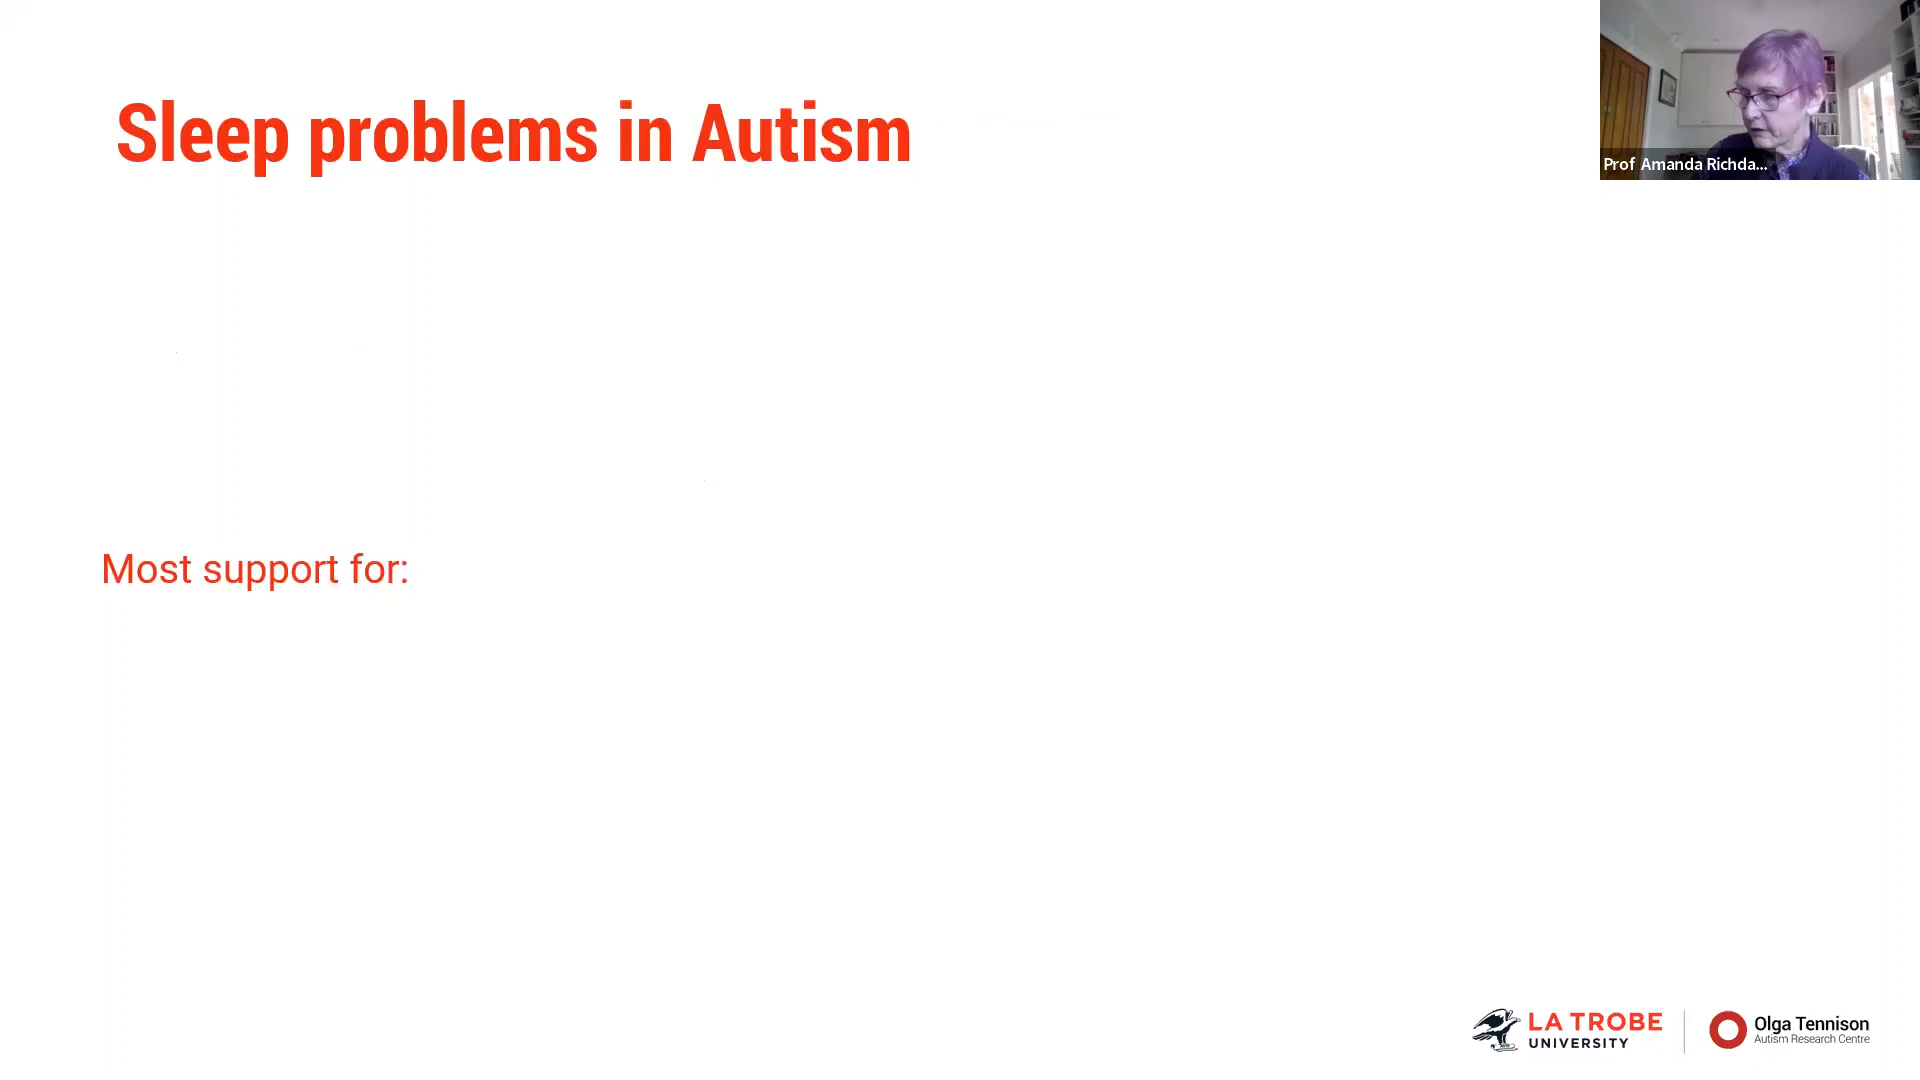 Sleep problems in Autism
Prof Amanda Richda...
Most support for:
LA TROBE
UNIVERSITY
Olga Tennison
Autism Research Centre